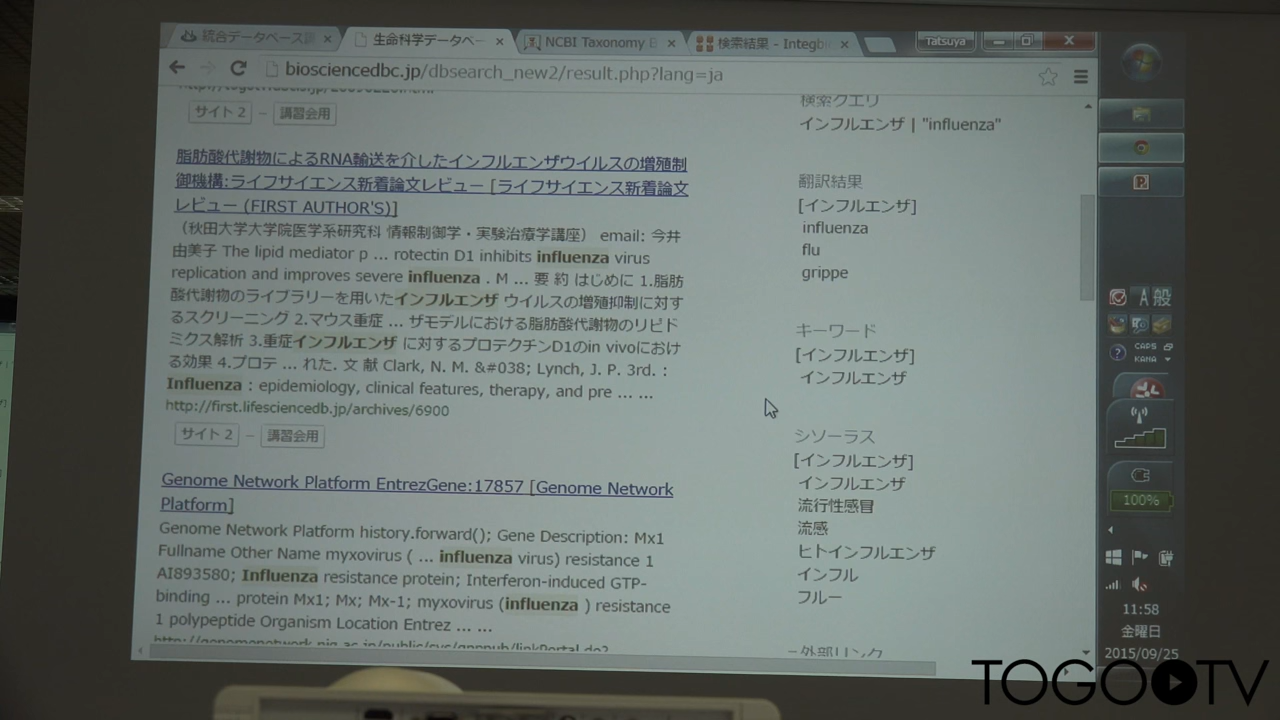 統合データベース講
生命科学データベー
NCBI Taxonomy B
検索結果 - Integbi
Tatsuya
biosciencedbc.jp/dbsearch_new2/result.php?lang=ja
サイト 2 – 講習会用
脂肪酸代謝物によるRNA輸送を介したインフルエンザウイルスの増殖制
御機構:ライフサイエンス新着論文レビュー [ライフサイエンス新着論文
レビュー (FIRST AUTHOR'S)]
（秋田大学大学院医学系研究科 情報制御学・実験治療学講座） email: 今井
由美子 The lipid mediator p ... rotectin D1 inhibits influenza virus
replication and improves severe influenza . M ... 要 約 はじめに 1.脂肪
酸代謝物のライブラリーを用いたインフルエンザ ウイルスの増殖抑制に対す
るスクリーニング 2.マウス重症 ... ザモデルにおける脂肪酸代謝物のリピド
ミクス解析 3.重症インフルエンザ に対するプロテクチンD1のin vivoにおけ
る効果 4.プロテ ... れた. 文 献 Clark, N. M. &#038; Lynch, J. P. 3rd. :
Influenza : epidemiology, clinical features, therapy, and pre ... ...
http://first.lifesciencedb.jp/archives/6900
サイト 2 – 講習会用
Genome Network Platform EntrezGene:17857 [Genome Network
Platform]
Genome Network Platform history.forward(); Gene Description: Mx1
Fullname Other Name myxovirus ( ... influenza virus) resistance 1
AI893580; Influenza resistance protein; Interferon-induced GTP-
binding ... protein Mx1; Mx; Mx-1; myxovirus (influenza ) resistance
1 polypeptide Organism Location Entrez ... ...
検索クエリ
インフルエンザ | "influenza"
翻訳結果
[インフルエンザ]
influenza
flu
grippe
キーワード
[インフルエンザ]
インフルエンザ
シソーラス
[インフルエンザ]
インフルエンザ
流行性感冒
流感
ヒトインフルエンザ
インフル
フルー
－外部リンク
A 般
CAPS
KANA
100%
11:58
金曜日
2015/09/25
TOGOTV